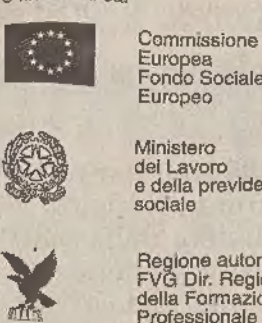 Commissione
Europea
Fondo Sociale
Europeo
Ministero
del Lavoro
e della previde
sociale
Regione autor
FVG Dir. Regio
della Formazio
Professionale